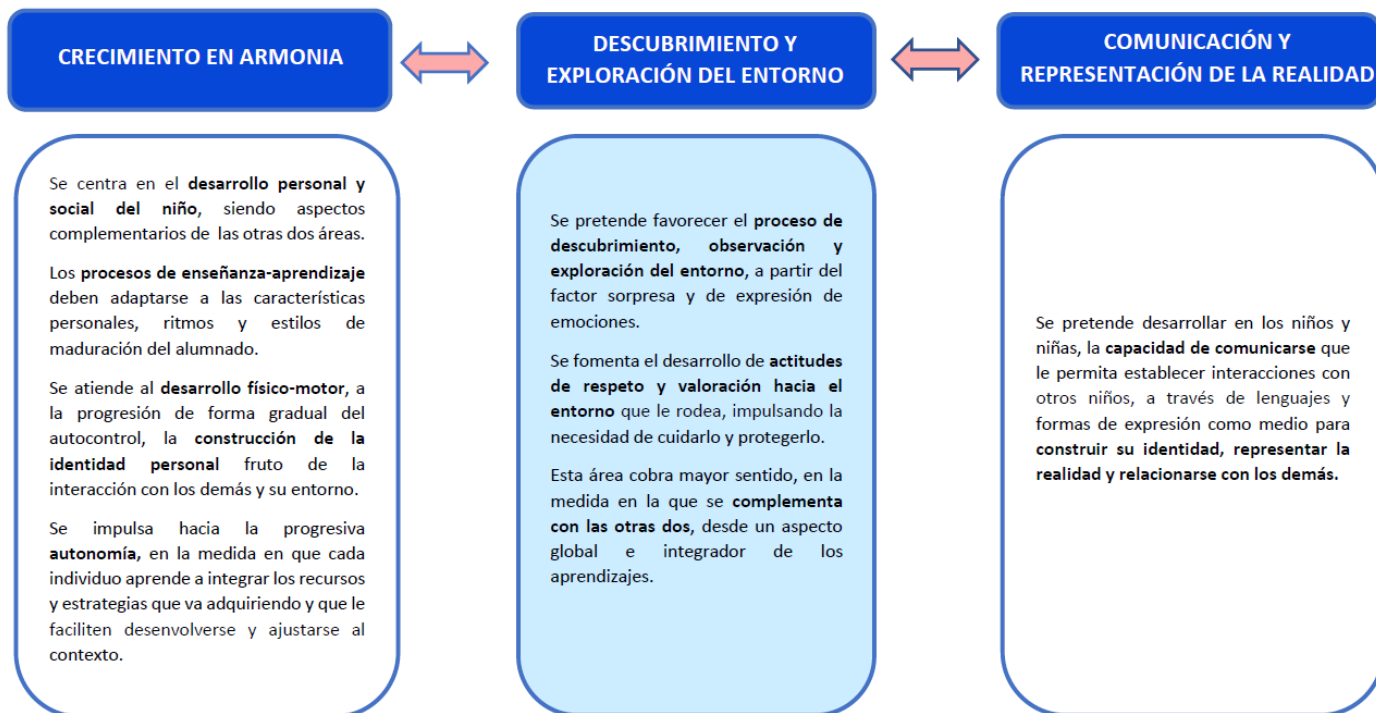 CRECIMIENTO EN ARMONIA
DESCUBRIMIENTO Y
EXPLORACIÓN DEL ENTORNO
COMUNICACIÓN Y
REPRESENTACIÓN DE LA REALIDAD
Se centra en el desarrollo personal y
social del niño, siendo aspectos
complementarios de las otras dos áreas.
Los procesos de enseñanza-aprendizaje
deben adaptarse a las características
personales, ritmos y estilos de
maduración del alumnado.
Se atiende al desarrollo físico-motor, a
la progresión de forma gradual del
autocontrol, la construcción de la
identidad personal fruto de la
interacción con los demás y su entorno.
Se impulsa hacia la progresiva
autonomía, en la medida en que cada
individuo aprende a integrar los recursos
y estrategias que va adquiriendo y que le
faciliten desenvolverse y ajustarse al
contexto.
Se pretende favorecer el proceso de
descubrimiento, observación y
exploración del entorno, a partir del
factor sorpresa y de expresión de
emociones.
Se fomenta el desarrollo de actitudes
de respeto y valoración hacia el
entorno que le rodea, impulsando la
necesidad de cuidarlo y protegerlo.
Esta área cobra mayor sentido, en la
medida en la que se complementa
con las otras dos, desde un aspecto
global e integrador de los
aprendizajes.
Se pretende desarrollar en los niños y
niñas, la capacidad de comunicarse que
le permita establecer interacciones con
otros niños, a través de lenguajes y
formas de expresión como medio para
construir su identidad, representar la
realidad y relacionarse con los demás.